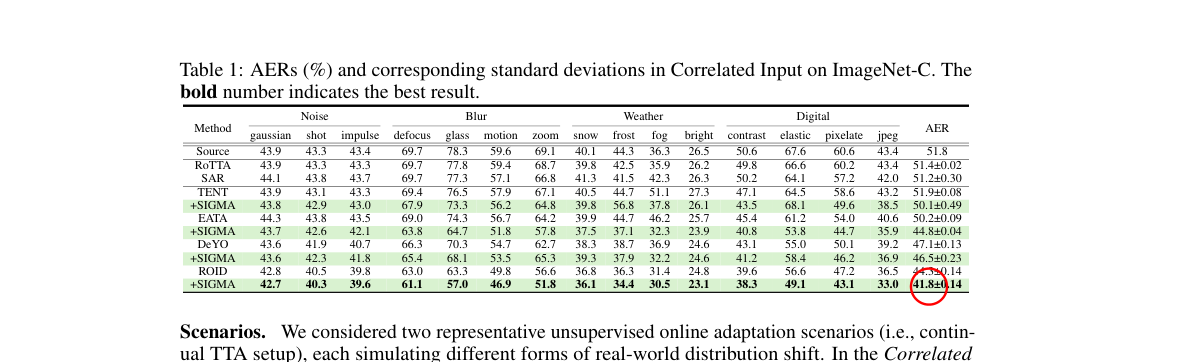 Table 1: AERs (%) and corresponding standard deviations in Correlated Input on ImageNet-C. The
bold number indicates the best result.
Method Noise Blur Weather Digital AER
gaussian shot impulse defocus glass motion zoom snow frost fog bright contrast elastic pixelate jpeg
Source 43.9 43.3 43.4 69.7 78.3 59.6 69.1 40.1 44.3 36.3 26.5 50.6 67.6 60.6 43.4 51.8
RoTTA 43.9 43.3 43.3 69.7 77.8 59.4 68.7 39.8 42.5 35.9 26.2 49.8 66.6 60.2 43.4 51.4±0.02
SAR 44.1 43.8 43.7 69.7 77.3 57.1 66.8 41.3 41.5 42.3 26.3 50.2 64.1 57.2 42.0 51.2±0.30
TENT 43.9 43.1 43.3 69.4 76.5 57.9 67.1 40.5 44.7 51.1 27.3 47.1 64.5 58.6 43.2 51.9±0.08
+SIGMA 43.8 42.9 43.0 67.9 73.3 56.2 64.8 39.8 56.8 37.8 26.1 43.5 68.1 49.6 38.5 50.1±0.49
EATA 44.3 43.8 43.5 69.0 74.3 56.7 64.2 39.9 44.7 46.2 25.7 45.4 61.2 54.0 40.6 50.2±0.09
+SIGMA 43.7 42.6 42.1 63.8 64.7 51.8 57.8 37.5 37.1 32.3 23.9 40.8 53.8 44.7 35.9 44.8±0.04
DeYO 43.6 41.9 40.7 66.3 70.3 54.7 62.7 38.3 38.7 36.9 24.6 43.1 55.0 50.1 39.2 47.1±0.13
+SIGMA 43.6 42.3 41.8 65.4 68.1 53.5 65.3 39.3 37.9 32.2 24.6 41.2 58.4 46.2 36.9 46.5±0.23
ROID 42.8 40.5 39.8 63.0 63.3 49.8 56.6 36.8 36.3 31.4 24.8 39.6 56.6 47.2 36.5
+SIGMA 42.7 40.3 39.6 61.1 57.0 46.9 51.8 36.1 34.4 30.5 23.1 38.3 49.1 43.1 33.0 41.8±0.14
Scenarios. We considered two representative unsupervised online adaptation scenarios (i.e., contin-
ual TTA setup), each simulating different forms of real-world distribution shift. In the Correlated